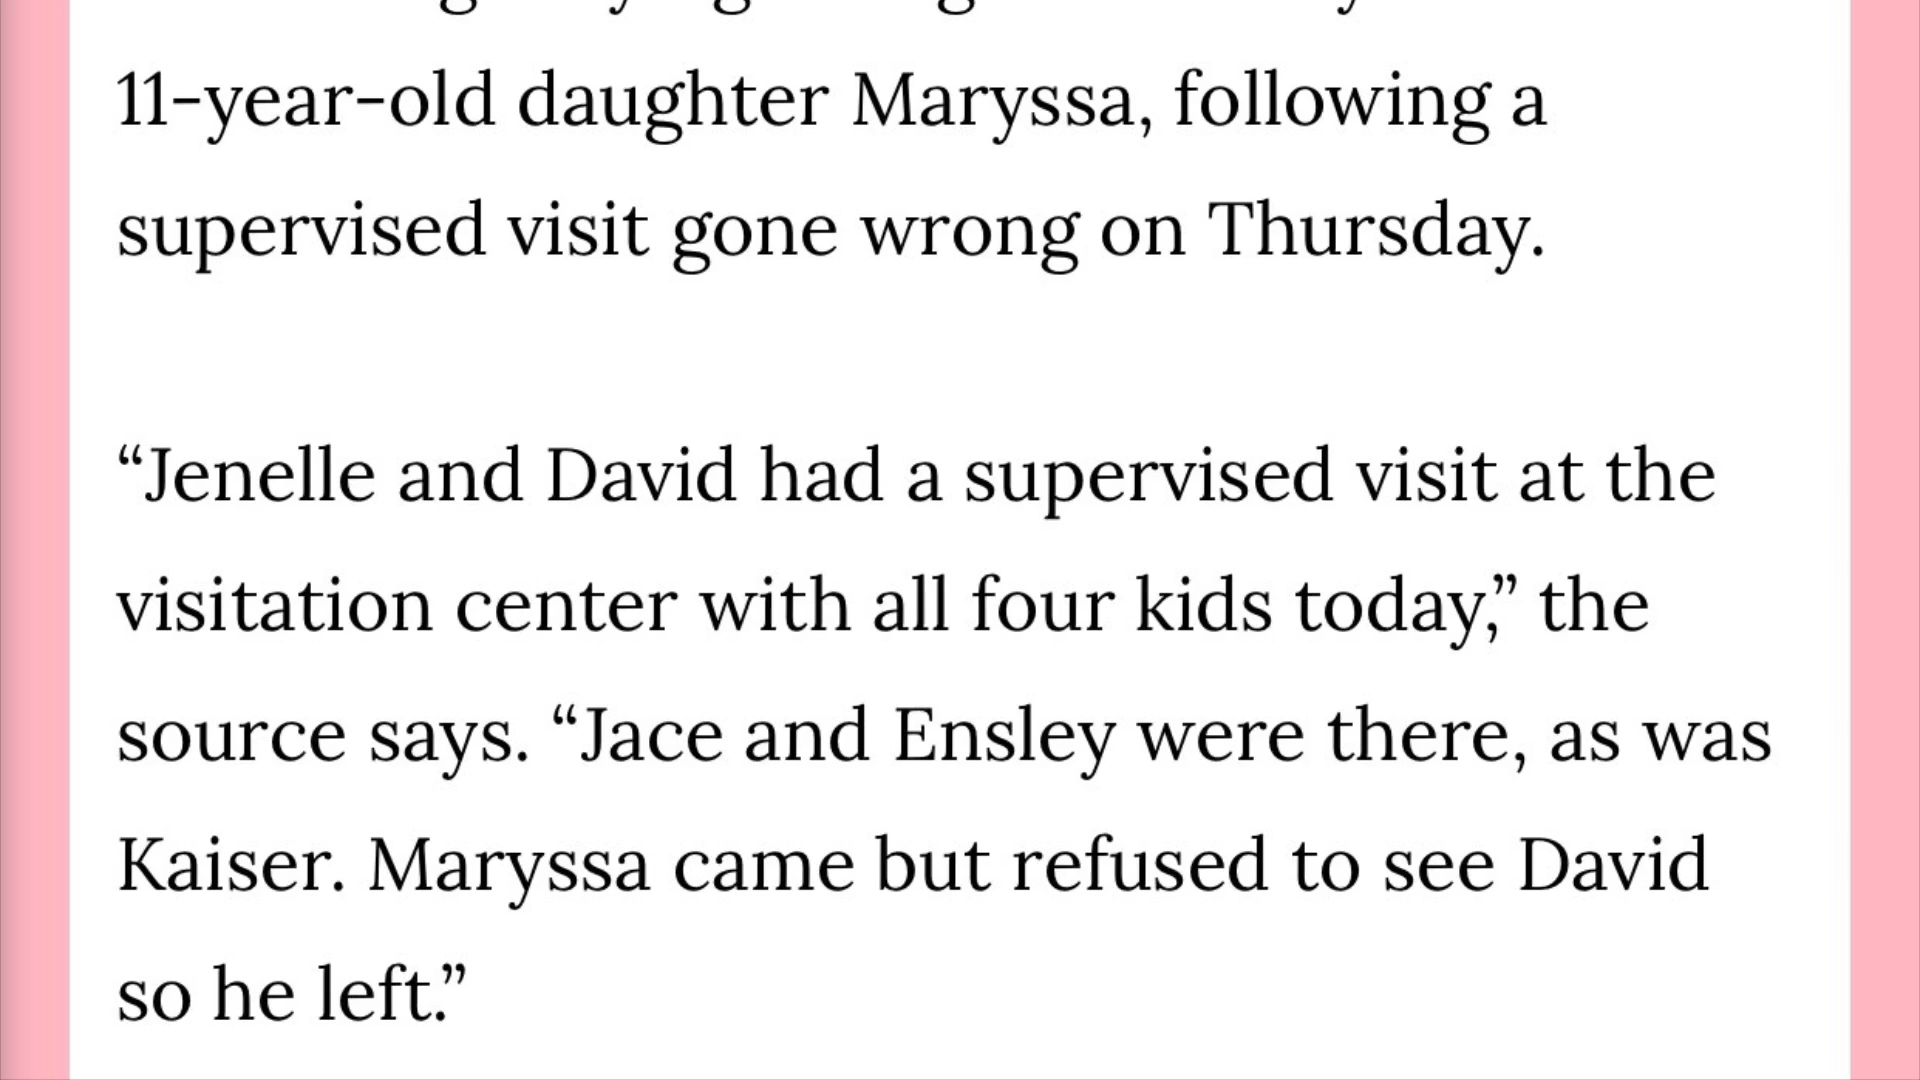 11-year-old daughter Maryssa, following a
supervised visit gone wrong on Thursday.
“Jenelle and David had a supervised visit at the
visitation center with all four kids today,” the
source says. “Jace and Ensley were there, as was
Kaiser. Maryssa came but refused to see David
so he left.”